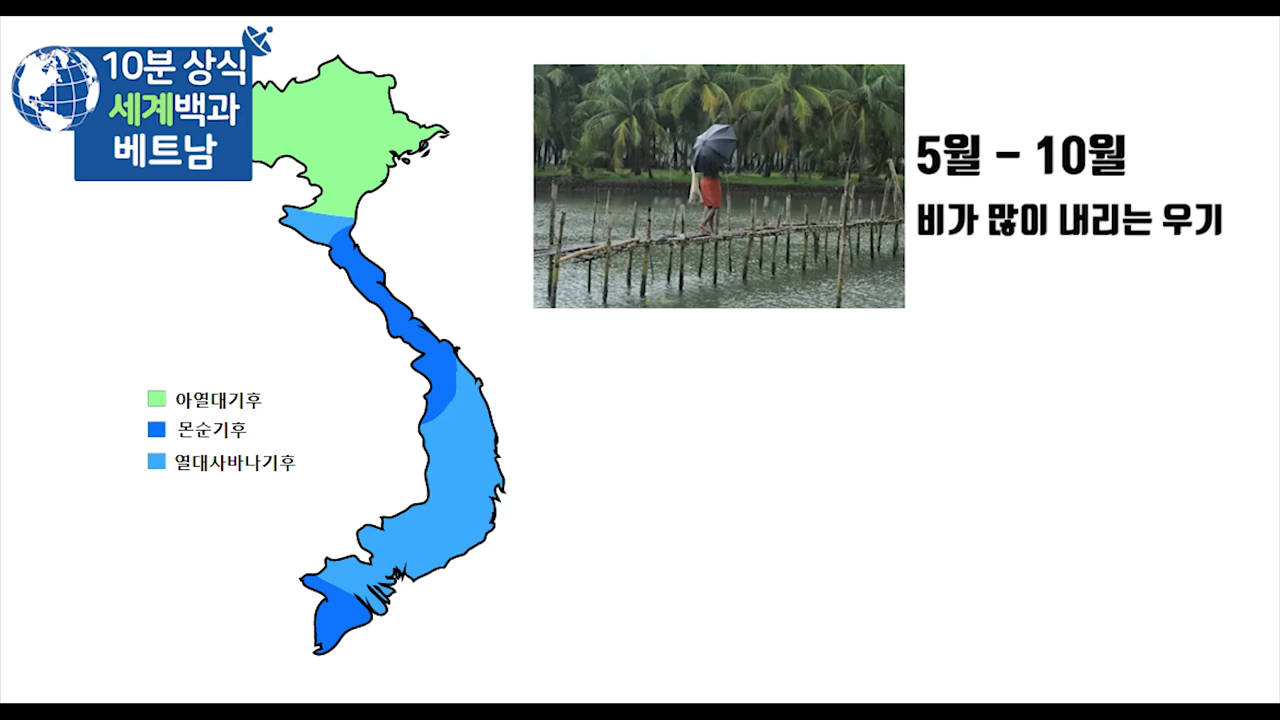 10분 상식
세계백과
베트남
5월 - 10월
비가 많이 내리는 우기
아열대기후
몬순기후
열대사바나기후